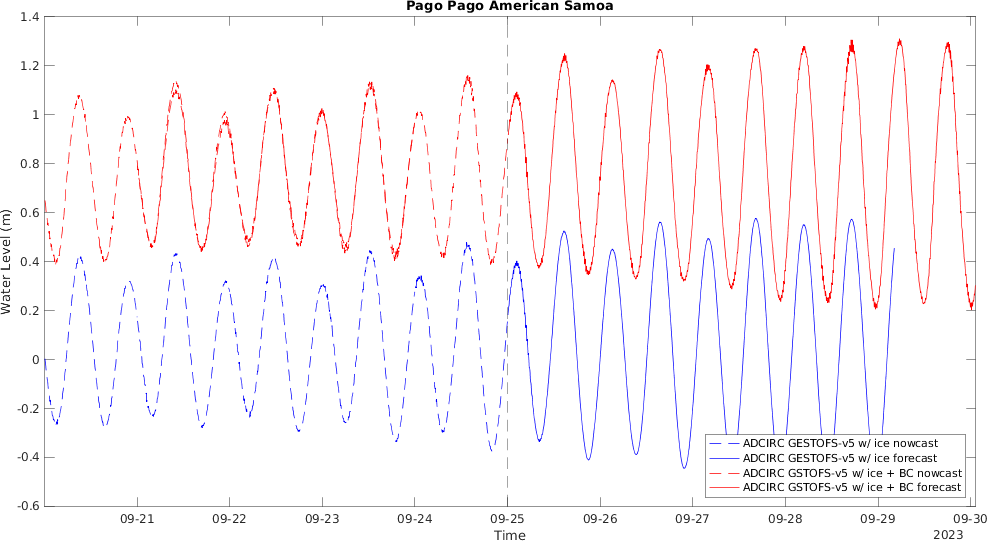 Pago Pago American Samoa
1.4
1.2
1
0.8
0.6
0.4
0.2
0
-0.2
-0.4
-0.6
Water Level (m)
ADCIRC GESTOFS-v5 w/ ice nowcast
ADCIRC GESTOFS-v5 w/ ice forecast
ADCIRC GSTOFS-v5 w/ ice + BC nowcast
ADCIRC GSTOFS-v5 w/ ice + BC forecast
09-21 09-22 09-23 09-24 09-25 09-26 09-27 09-28 09-29 09-30
Time
2023